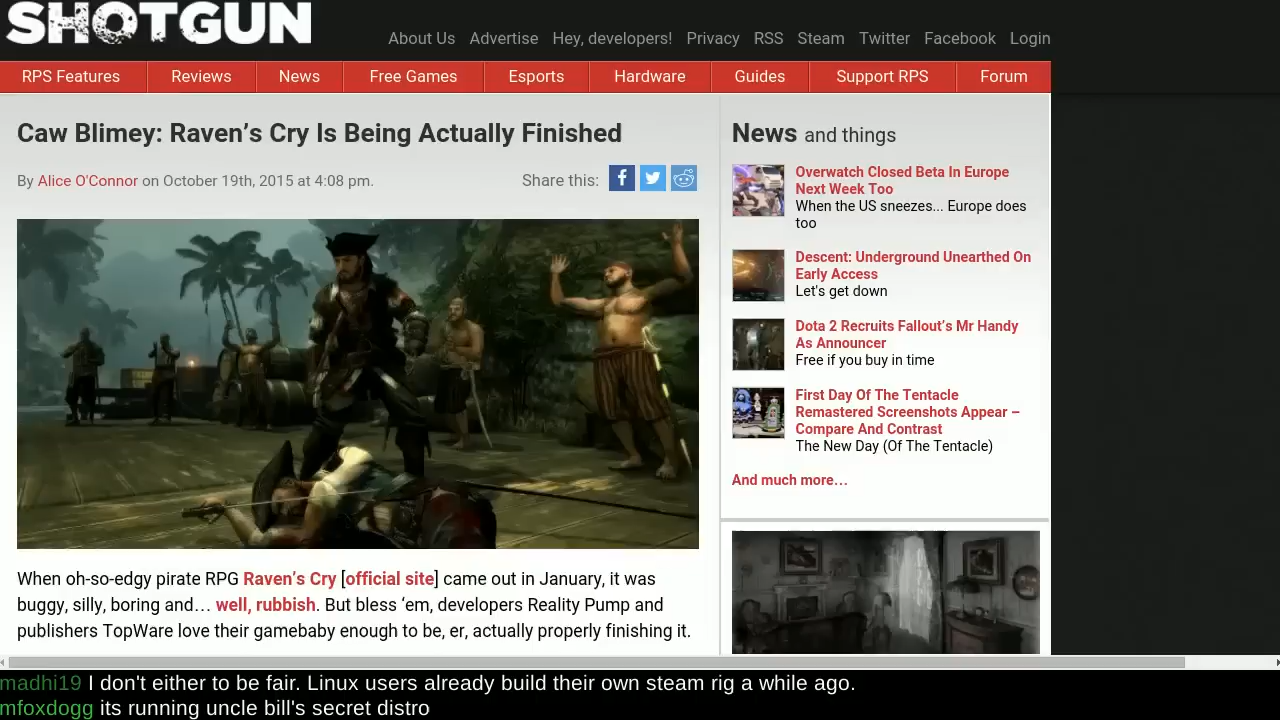 SHOTGUN
About Us Advertise Hey, developers! Privacy RSS Steam Twitter Facebook Login
RPS Features Reviews News Free Games Esports Hardware Guides Support RPS Forum
Caw Blimey: Raven’s Cry Is Being Actually Finished
By Alice O'Connor on October 19th, 2015 at 4:08 pm.
Share this:
When oh-so-edgy pirate RPG Raven’s Cry [official site] came out in January, it was
buggy, silly, boring and… well, rubbish. But bless ‘em, developers Reality Pump and
publishers TopWare love their gamebaby enough to be, er, actually properly finishing it.
News and things
Overwatch Closed Beta In Europe
Next Week Too
When the US sneezes... Europe does
too
Descent: Underground Unearthed On
Early Access
Let's get down
Dota 2 Recruits Fallout’s Mr Handy
As Announcer
Free if you buy in time
First Day Of The Tentacle
Remastered Screenshots Appear –
Compare And Contrast
The New Day (Of The Tentacle)
And much more…
madhi19 I don't either to be fair. Linux users already build their own steam rig a while ago.
mfoxdogg its running uncle bill's secret distro